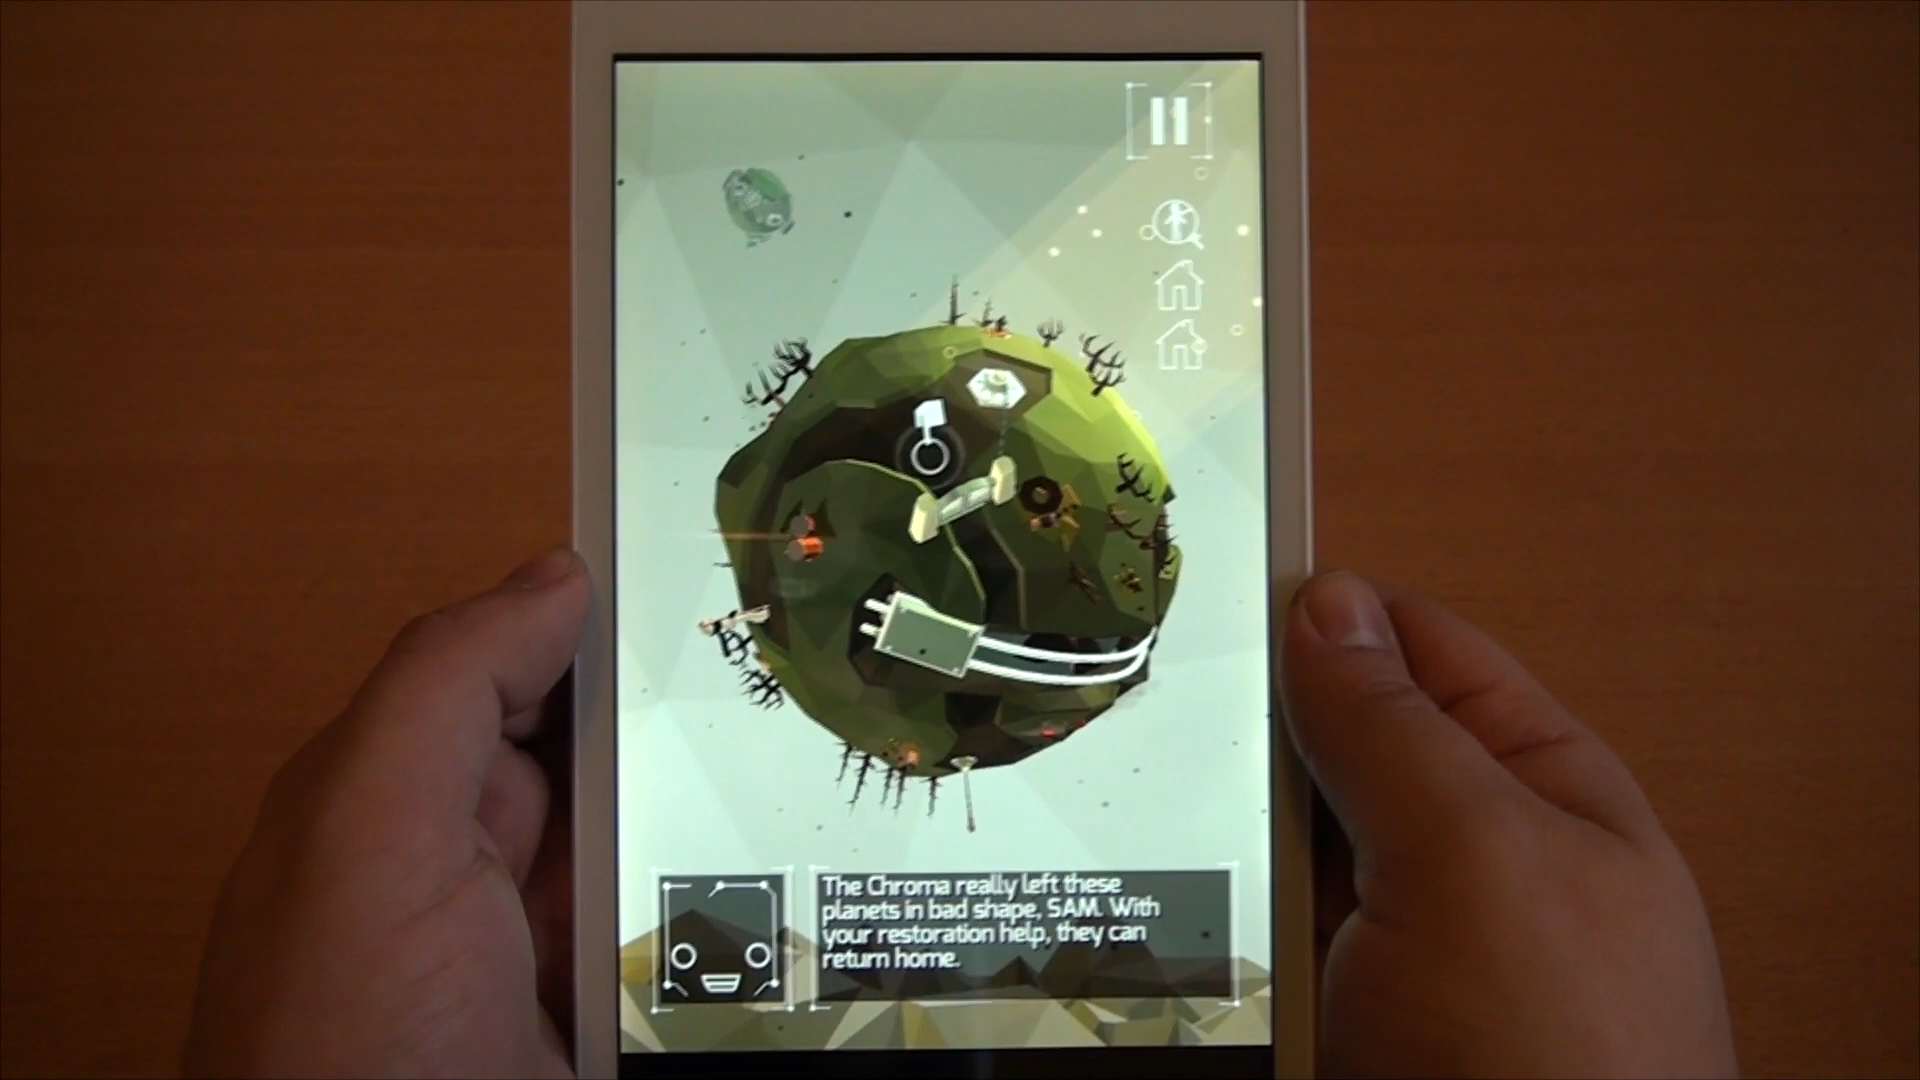 The Chroma really left these
planets in bad shape, SAM. With
your restoration help, they can
return home.